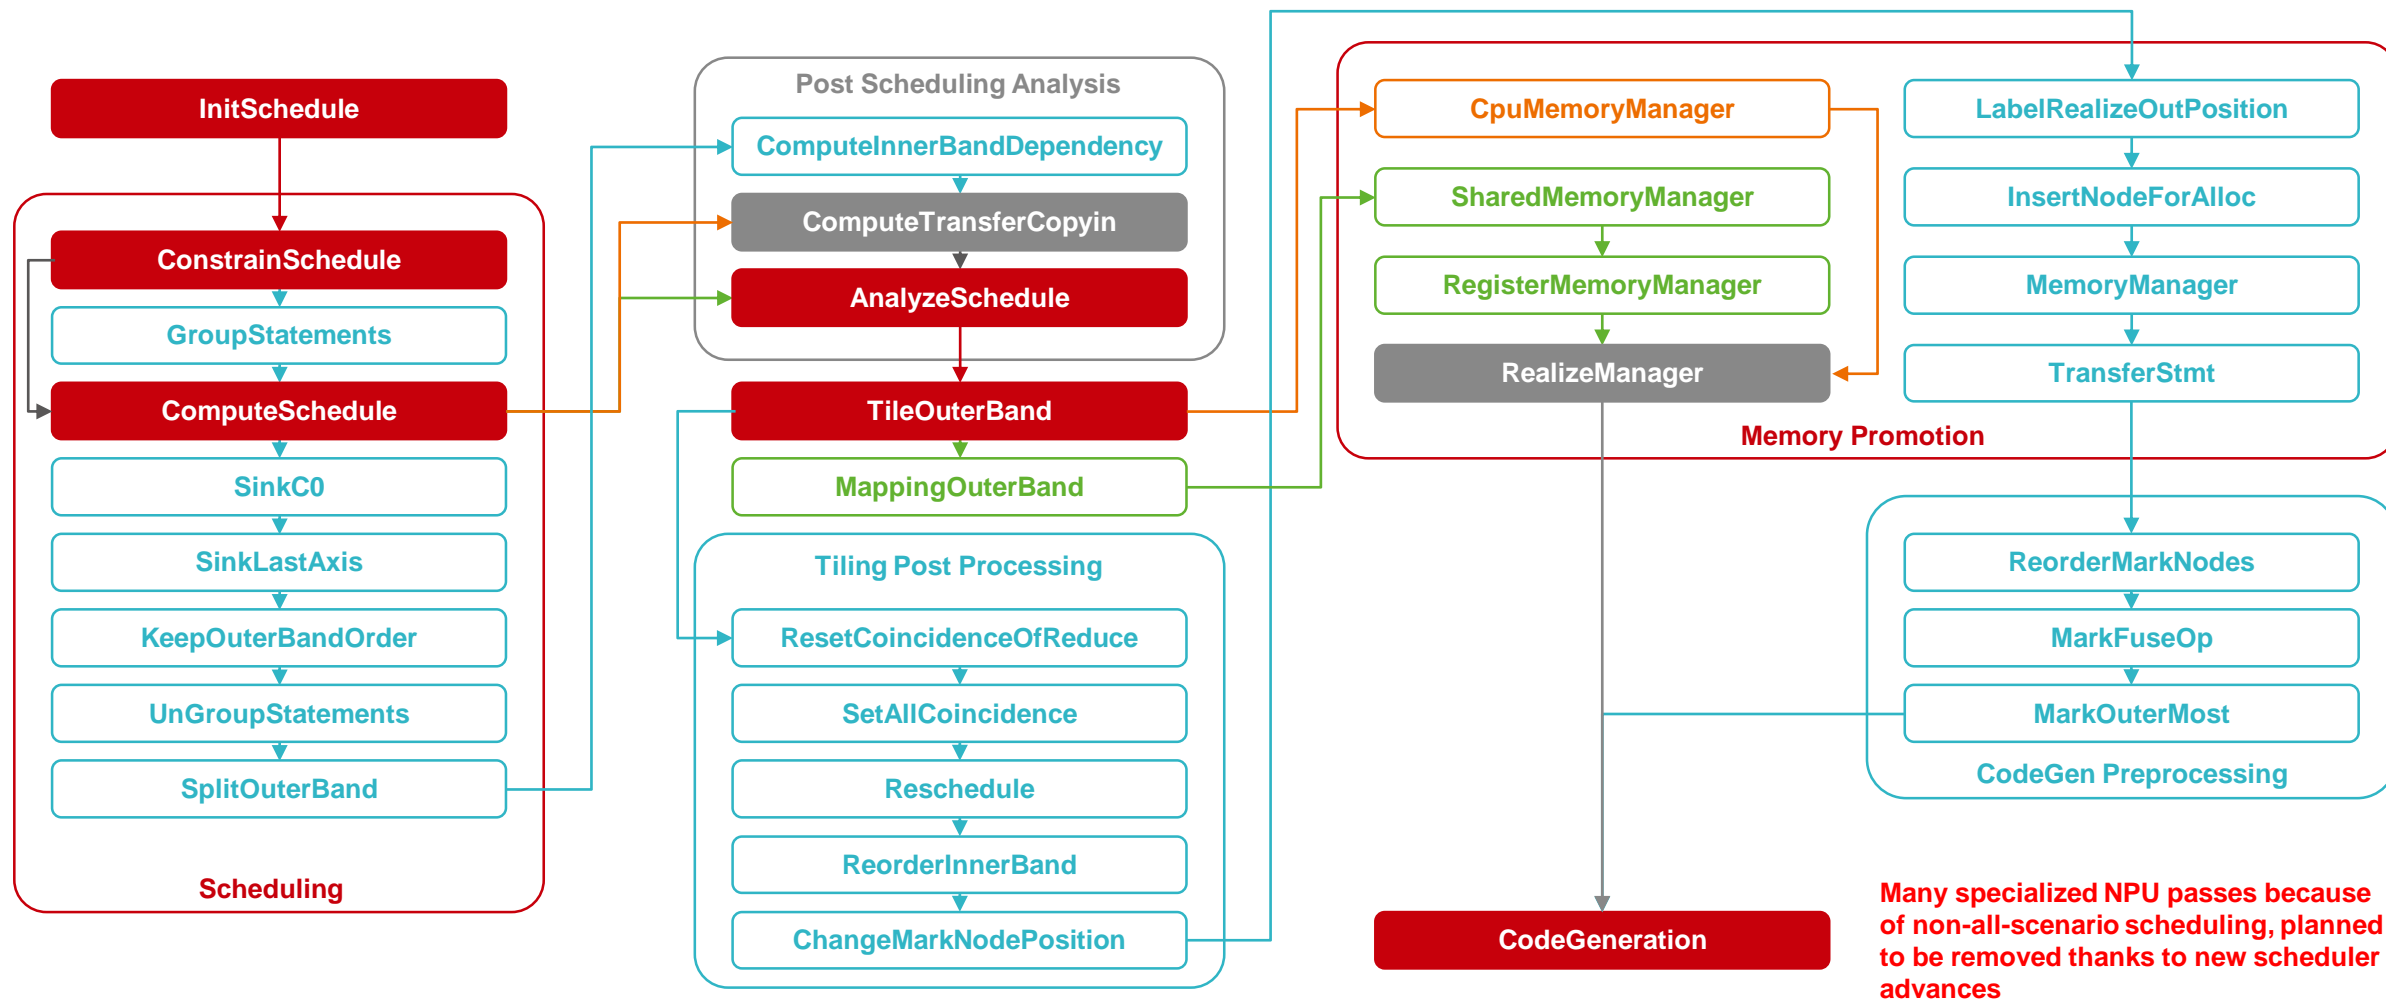 InitSchedule
ConstrainSchedule
GroupStatements
ComputeSchedule
SinkC0
SinkLastAxis
KeepOuterBandOrder
UnGroupStatements
SplitOuterBand
Scheduling
Post Scheduling Analysis
ComputeInnerBandDependency
ComputeTransferCopyin
AnalyzeSchedule
TileOuterBand
MappingOuterBand
Tiling Post Processing
ResetCoincidenceOfReduce
SetAllCoincidence
Reschedule
ReorderInnerBand
ChangeMarkNodePosition
CpuMemoryManager
SharedMemoryManager
RegisterMemoryManager
RealizeManager
LabelRealizeOutPosition
InsertNodeForAlloc
MemoryManager
TransferStmt
Memory Promotion
ReorderMarkNodes
MarkFuseOp
MarkOuterMost
CodeGen Preprocessing
CodeGeneration
Many specialized NPU passes because
of non-all-scenario scheduling, planned
to be removed thanks to new scheduler
advances